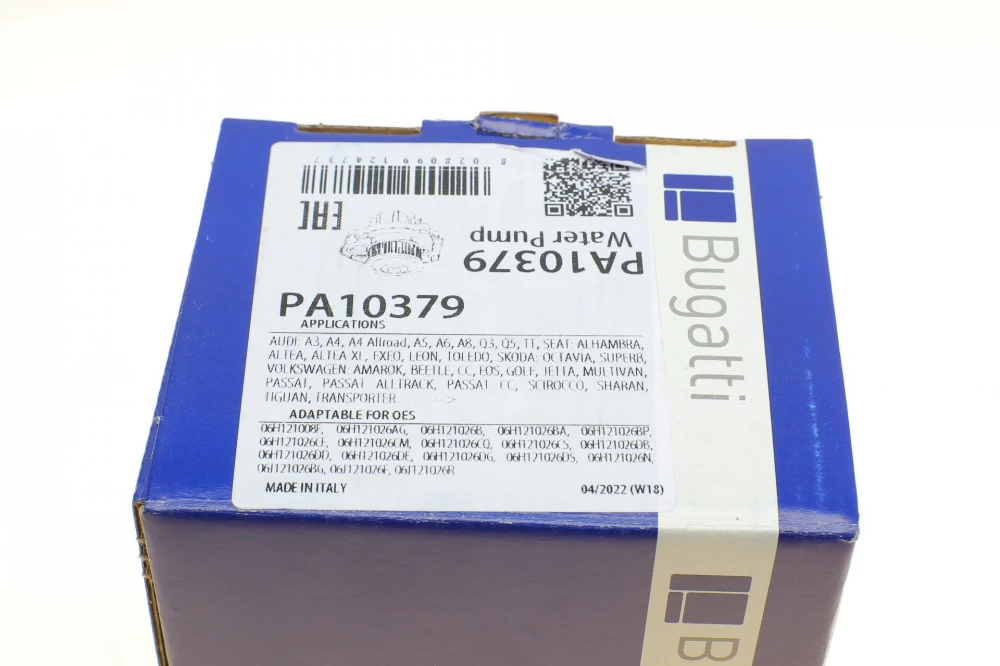 8 028099 124737
EAC
Water Pump
PA10379
PA10379
APPLICATIONS
AUDI: A3, A4, A4 Allroad, A5, A6, A8, Q3, Q5, TT, SEAT: ALHAMBRA,
ALTEA, ALTEA XL, EXEO, LEON, TOLEDO, SKODA: OCTAVIA, SUPERB,
VOLKSWAGEN: AMAROK, BEETLE, CC, EOS, GOLF, JETTA, MULTIVAN,
PASSAT, PASSAT ALLTRACK, PASSAT CC, SCIROCCO, SHARAN,
TIGUAN, TRANSPORTER
ADAPTABLE FOR OES
06H121008F, 06H121026AG, 06H121026B, 06H121026BA, 06H121026BP,
06H121026CF, 06H121026CM, 06H121026CQ, 06H121026CS, 06H121026DB,
06H121026DD, 06H121026DE, 06H121026DG, 06H121026DS, 06H121026N,
06J121026BG, 06J121026F, 06J121026R
MADE IN ITALY 04/2022 (W18)
Bugatti
B